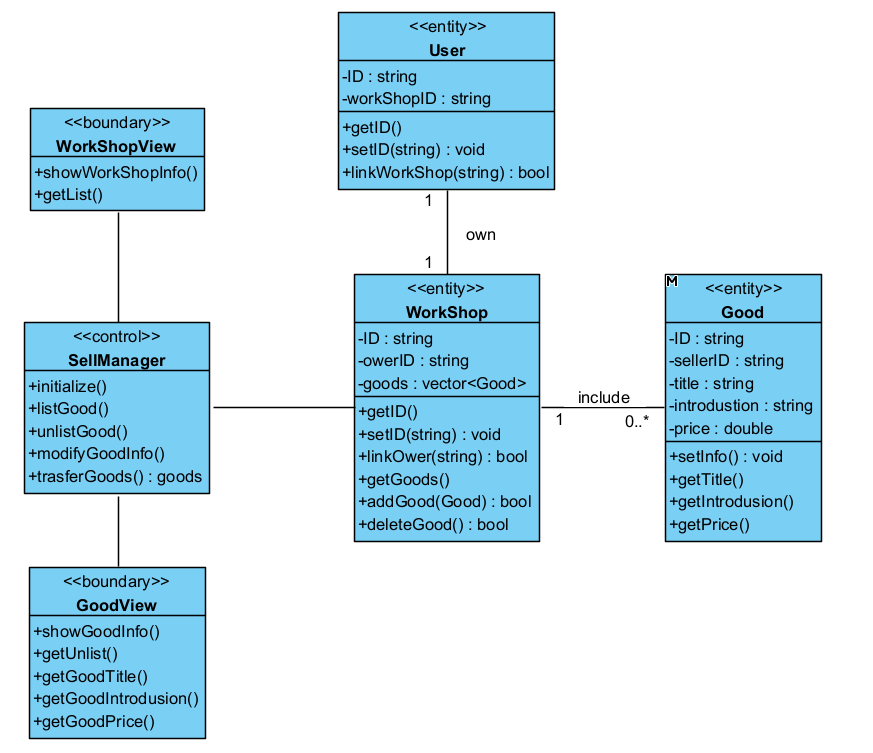 <<entity>>
User
-ID : string
-workShopID : string
+getID()
+setID(string) : void
+linkWorkShop(string) : bool
<<boundary>>
WorkShopView
+showWorkShopInfo()
+getList()
1
own
1
<<entity>>
WorkShop
-ID : string
-owerID : string
-goods : vector<Good>
+getID()
+setID(string) : void
+linkOwer(string) : bool
+getGoods()
+addGood(Good) : bool
+deleteGood() : bool
include
1
0..*
M
<<entity>>
Good
-ID : string
-sellerID : string
-title : string
-introdustion : string
-price : double
+setInfo() : void
+getTitle()
+getIntrodusion()
+getPrice()
<<control>>
SellManager
+initialize()
+listGood()
+unlistGood()
+modifyGoodInfo()
+trasferGoods() : goods
<<boundary>>
GoodView
+showGoodInfo()
+getUnlist()
+getGoodTitle()
+getGoodIntrodusion()
+getGoodPrice()